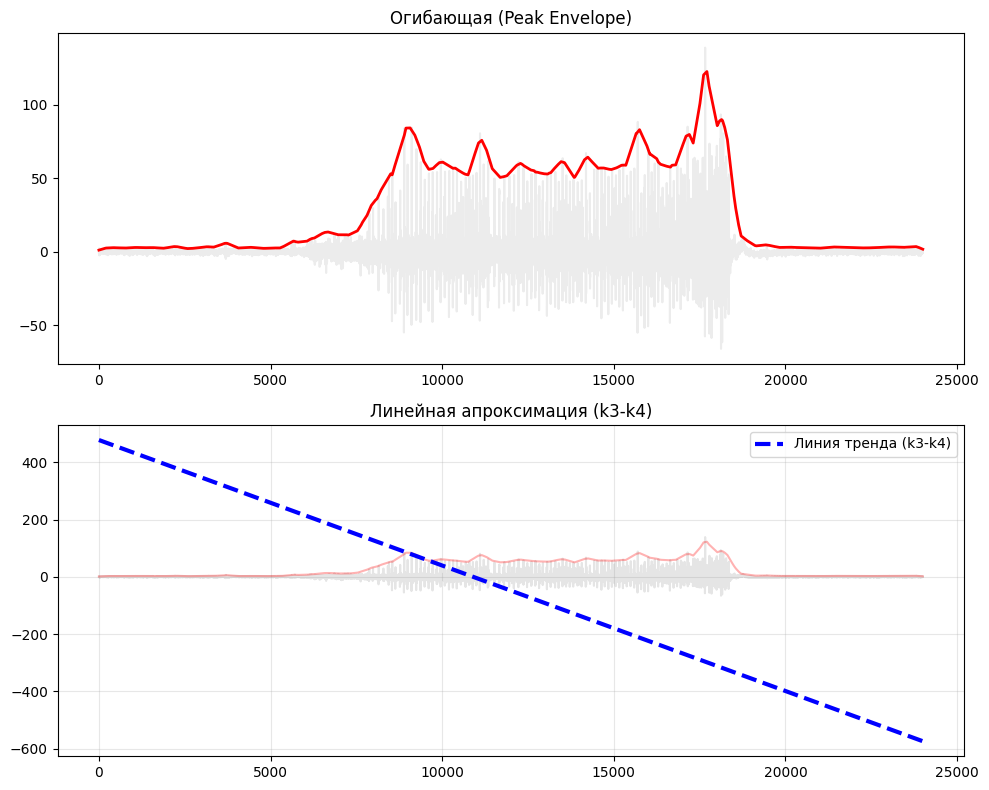 Огибающая (Peak Envelope)
100
50
0
−50
0 5000 10000 15000 20000 25000
Линейная апроксимация (k3-k4)
Линия тренда (k3-k4)
400
200
0
−200
−400
−600
0 5000 10000 15000 20000 25000